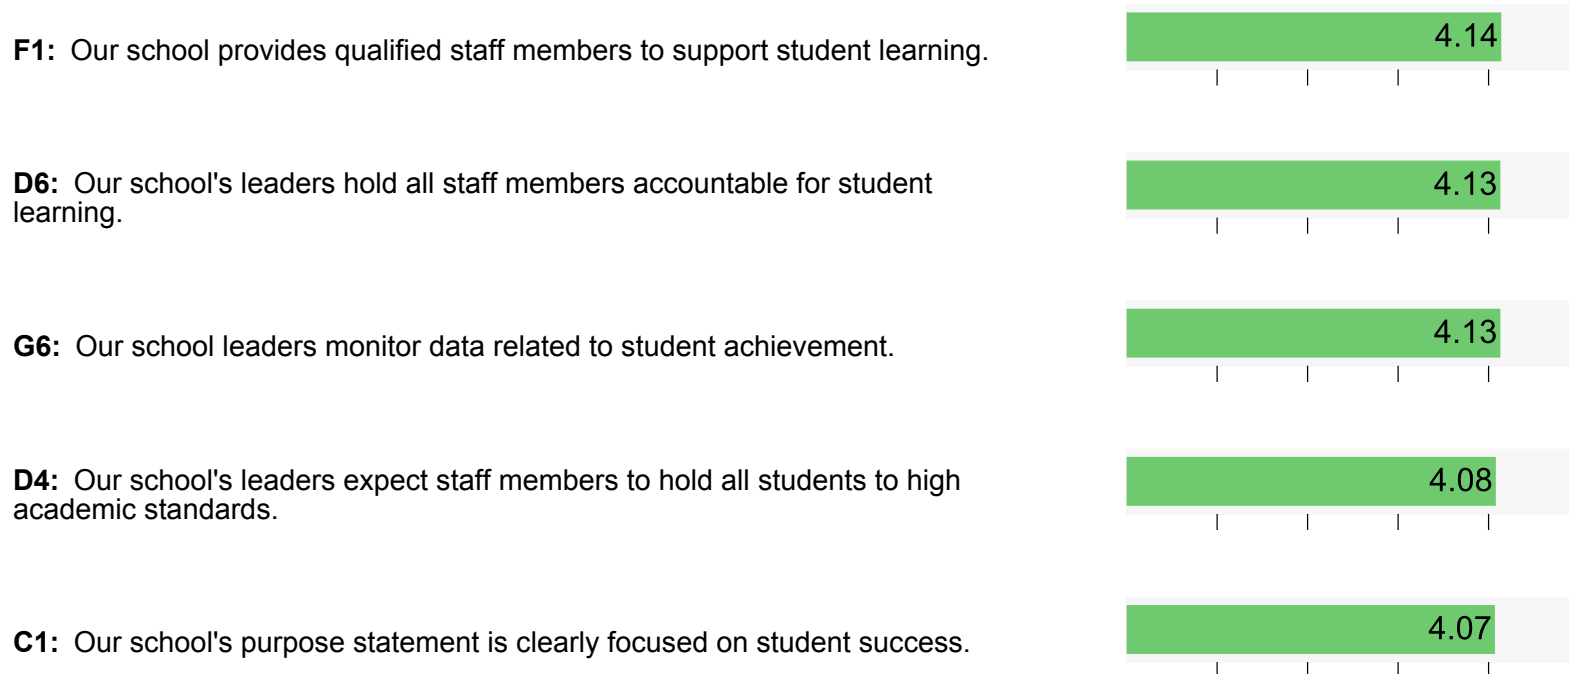 F1: Our school provides qualified staff members to support student learning.
4.14
D6: Our school's leaders hold all staff members accountable for student
learning.
4.13
G6: Our school leaders monitor data related to student achievement.
4.13
D4: Our school's leaders expect staff members to hold all students to high
academic standards.
4.08
C1: Our school's purpose statement is clearly focused on student success.
4.07